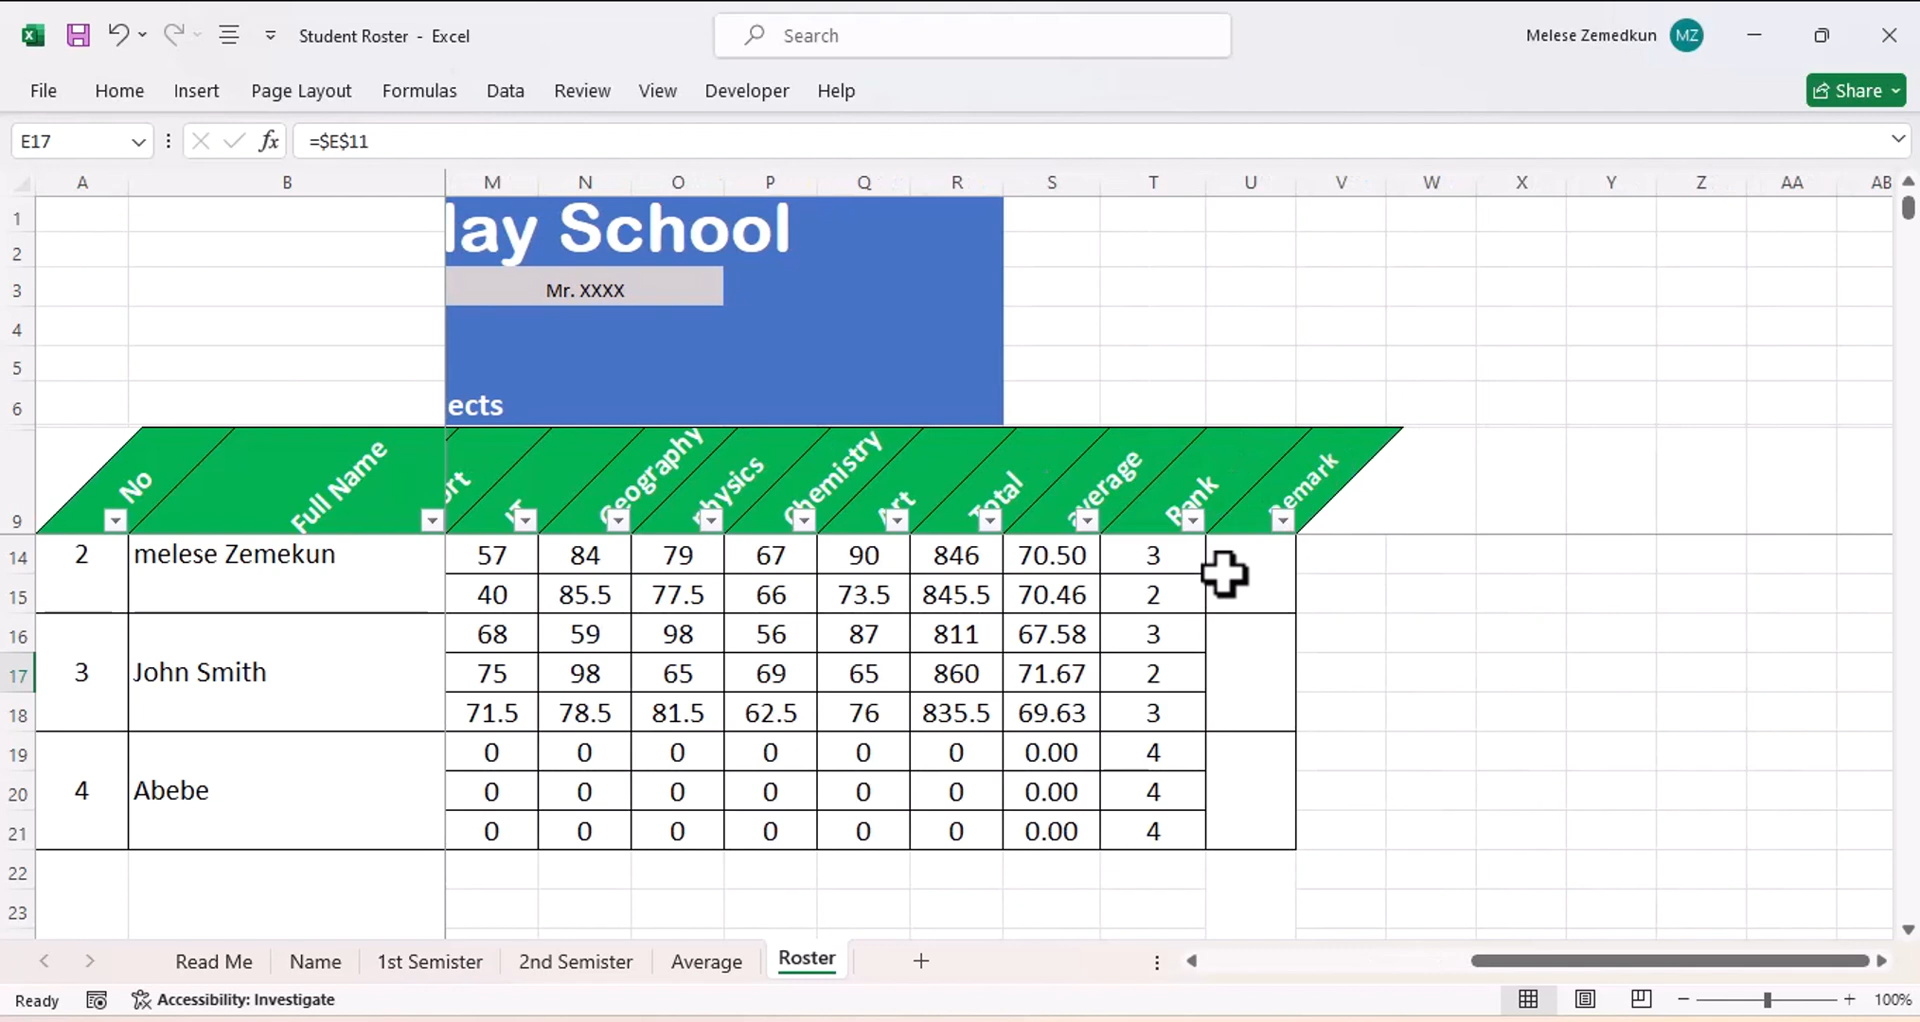 Student Roster - Excel
Search
Melese Zemedkun MZ
File Home Insert Page Layout Formulas Data Review View Developer Help
Share
E17 fx =$E$11
A B M N O P Q R S T U V W X Y Z AA AB
1
2
lay School
3 Mr. XXXX
4
5
6 ects
9 No Full Name ort IT Geography physics Chemistry Art Total average Rank Remark
14 2 melese Zemekun 57 84 79 67 90 846 70.50 3
15 40 85.5 77.5 66 73.5 845.5 70.46 2
16 68 59 98 56 87 811 67.58 3
17 3 John Smith 75 98 65 69 65 860 71.67 2
18 71.5 78.5 81.5 62.5 76 835.5 69.63 3
19 0 0 0 0 0 0 0.00 4
20 4 Abebe 0 0 0 0 0 0 0.00 4
21 0 0 0 0 0 0 0.00 4
22
23
Read Me Name 1st Semister 2nd Semister Average Roster
Ready Accessibility: Investigate 100%